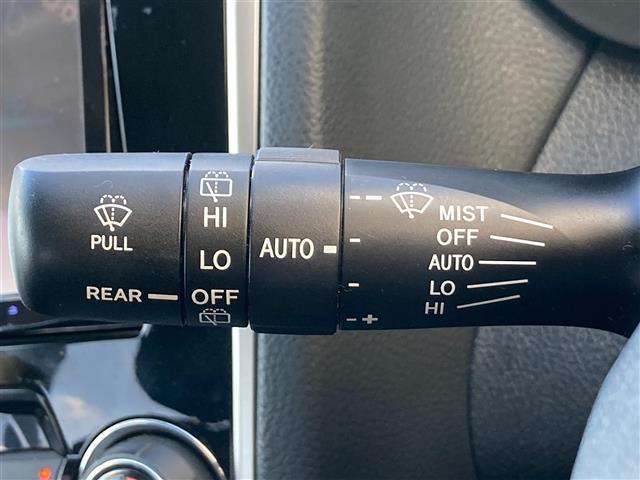 PULL
REAR
HI
LO
OFF
AUTO
- +
MIST
OFF
AUTO
LO
HI